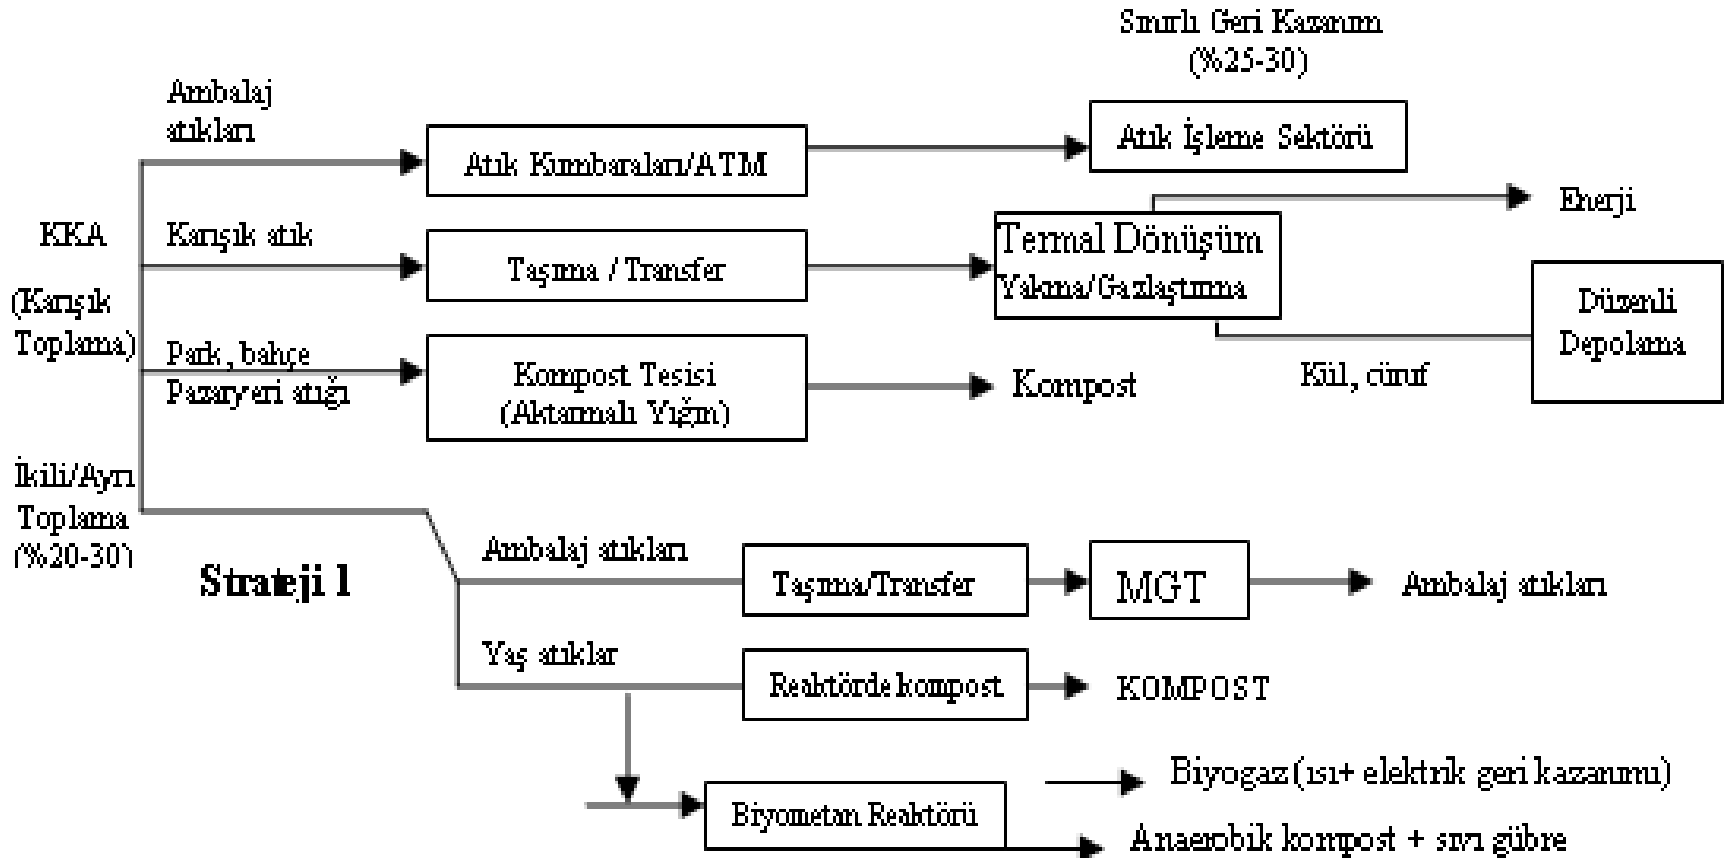 Sınırlı Geri Kazanım
(%25-30)
Ambalaj
atıkları
Atık Kumbaraları/ATM
Atık İşleme Sektörü
Enerji
KKA
Karışık atık
Taşıma / Transfer
Termal Dönüşüm
Yakma/Gazlaştırma
Düzenli
Depolama
(Karışık
Toplama)
Park, bahçe
Pazaryeri atığı
Kompost Tesisi
(Aktarmalı Yığın)
Kompost
Kül, cüruf
İkili/Ayrı
Toplama
(%20-30)
Strateji 1
Ambalaj atıkları
Taşıma/Transfer
MGT
Ambalaj atıkları
Yaş atıklar
Reaktörde kompost.
KOMPOST
Biyogaz (ısı+ elektrik geri kazanımı)
Biyometan Reaktörü
Anaerobik kompost + sıvı gübre